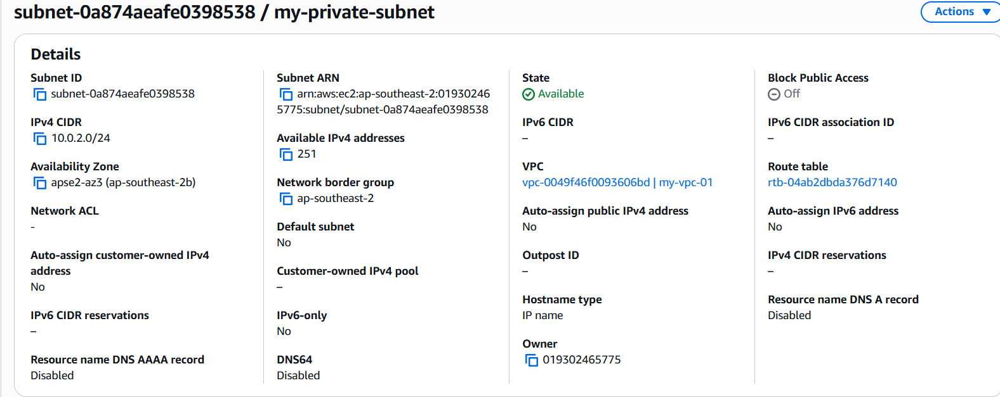 subnet-0a874aeafe0398538 / my-private-subnet
Actions
Details
Subnet ID
subnet-0a874aeafe0398538
IPv4 CIDR
10.0.2.0/24
Availability Zone
apse2-az3 (ap-southeast-2b)
Network ACL
-
Auto-assign customer-owned IPv4
address
No
IPv6 CIDR reservations
–
Resource name DNS AAAA record
Disabled
Subnet ARN
arn:aws:ec2:ap-southeast-2:01930246
5775:subnet/subnet-0a874aeafe0398538
Available IPv4 addresses
251
Network border group
ap-southeast-2
Default subnet
No
Customer-owned IPv4 pool
–
IPv6-only
No
DNS64
Disabled
State
Available
IPv6 CIDR
–
VPC
vpc-0049f46f0093606bd | my-vpc-01
Auto-assign public IPv4 address
No
Outpost ID
–
Hostname type
IP name
Owner
019302465775
Block Public Access
Off
IPv6 CIDR association ID
–
Route table
rtb-04ab2dbda376d7140
Auto-assign IPv6 address
No
IPv4 CIDR reservations
–
Resource name DNS A record
Disabled